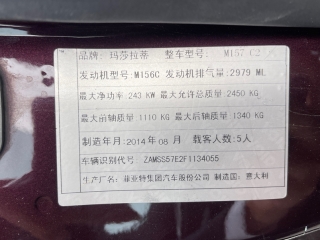 品牌: 玛莎拉蒂 整车型号: M157 C2
发动机型号:M156C 发动机排气量:2979 ML
最大净功率:243 KW 最大允许总质量 2450 KG
最大前轴质量 1110 KG 最大后轴质量 1340 KG
制造年月:2014年08 月 载客人数:5人
车辆识别代号: ZAMSS57E2F1134055
生产厂名: 菲亚特集团汽车股份公司 制造国: 意大利